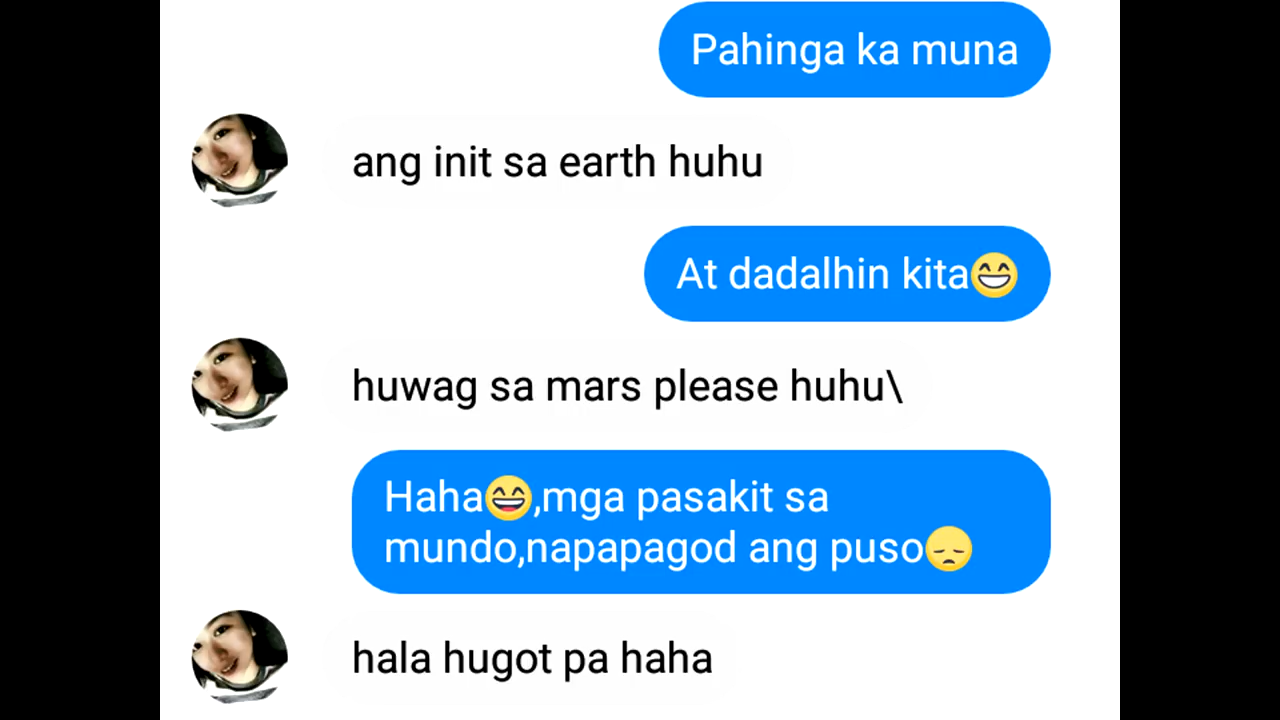 Pahinga ka muna
ang init sa earth huhu
At dadalhin kita😁
huwag sa mars please huhu\
Haha😄,mga pasakit sa
mundo,napapagod ang puso😞
hala hugot pa haha